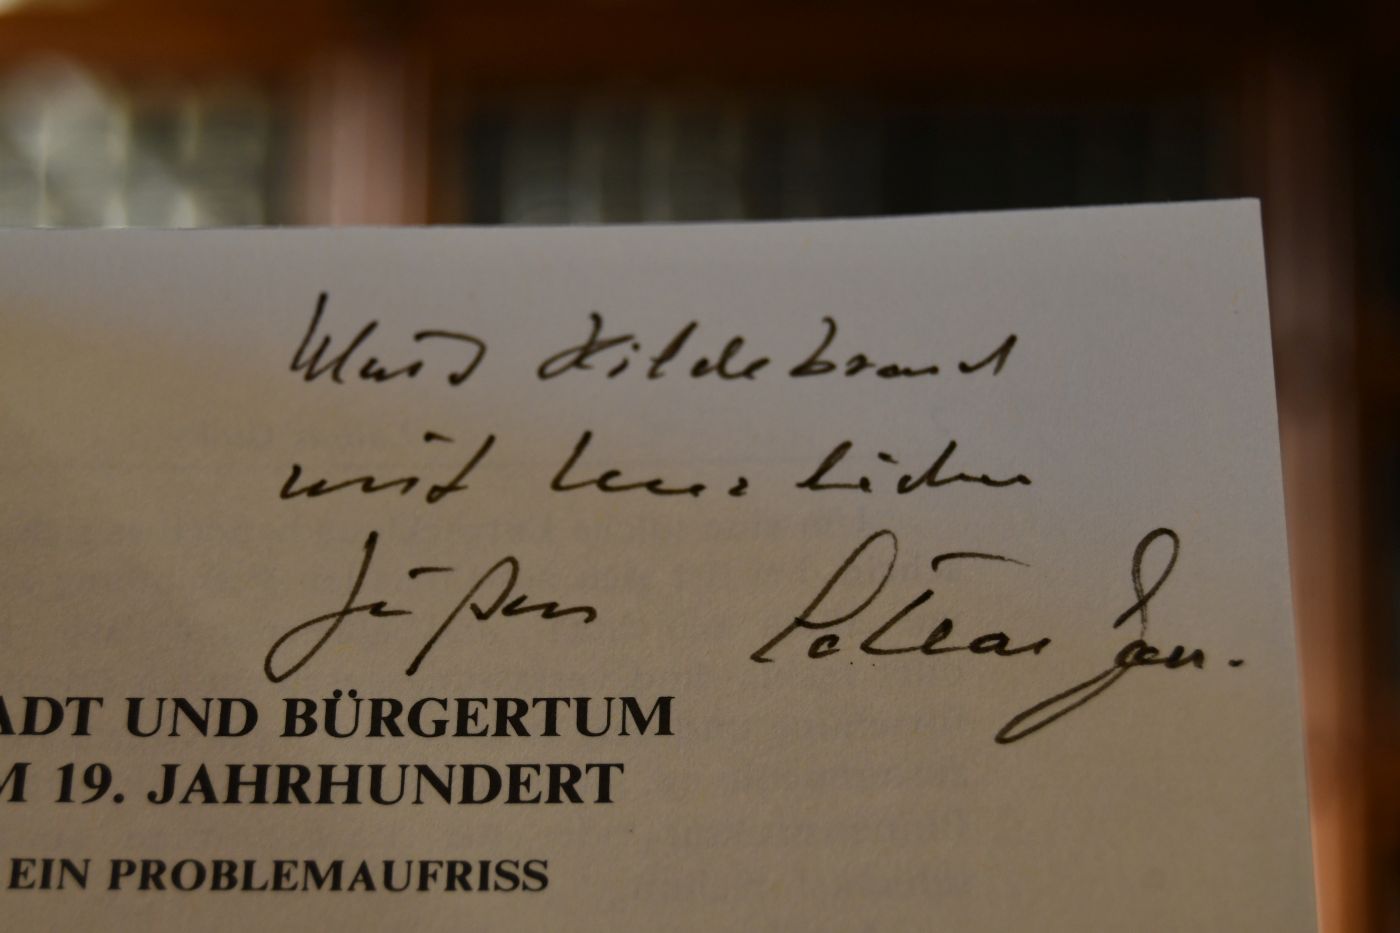 Klaus Hildebrand
mit herzlichen
Grüßen Lothar Gall.
ADT UND BÜRGERTUM
M 19. JAHRHUNDERT
EIN PROBLEMAUFRISS